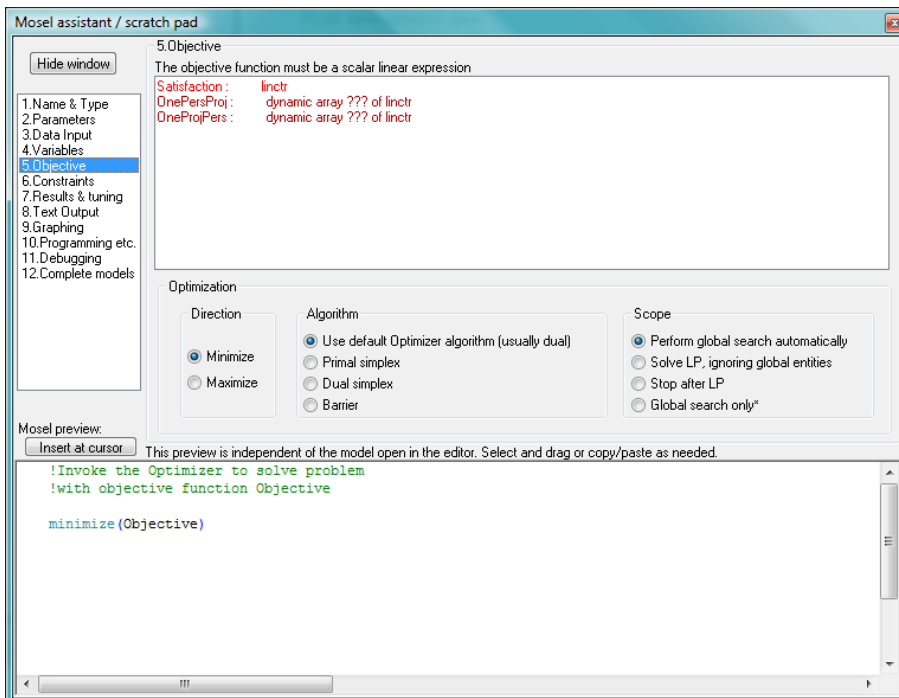 Mosel assistant / scratch pad
Hide window
1.Name & Type
2.Parameters
3.Data Input
4.Variables
5.Objective
6.Constraints
7.Results & tuning
8.Text Output
9.Graphing
10.Programming etc.
11.Debugging
12.Complete models
5.Objective
The objective function must be a scalar linear expression
Satisfaction : linctr
OnePersProj : dynamic array ??? of linctr
OneProjPers : dynamic array ??? of linctr
Optimization
Direction
Minimize
Maximize
Algorithm
Use default Optimizer algorithm (usually dual)
Primal simplex
Dual simplex
Barrier
Scope
Perform global search automatically
Solve LP, ignoring global entities
Stop after LP
Global search only*
Mosel preview:
Insert at cursor
This preview is independent of the model open in the editor. Select and drag or copy/paste as needed.
!Invoke the Optimizer to solve problem
!with objective function Objective
minimize(Objective)